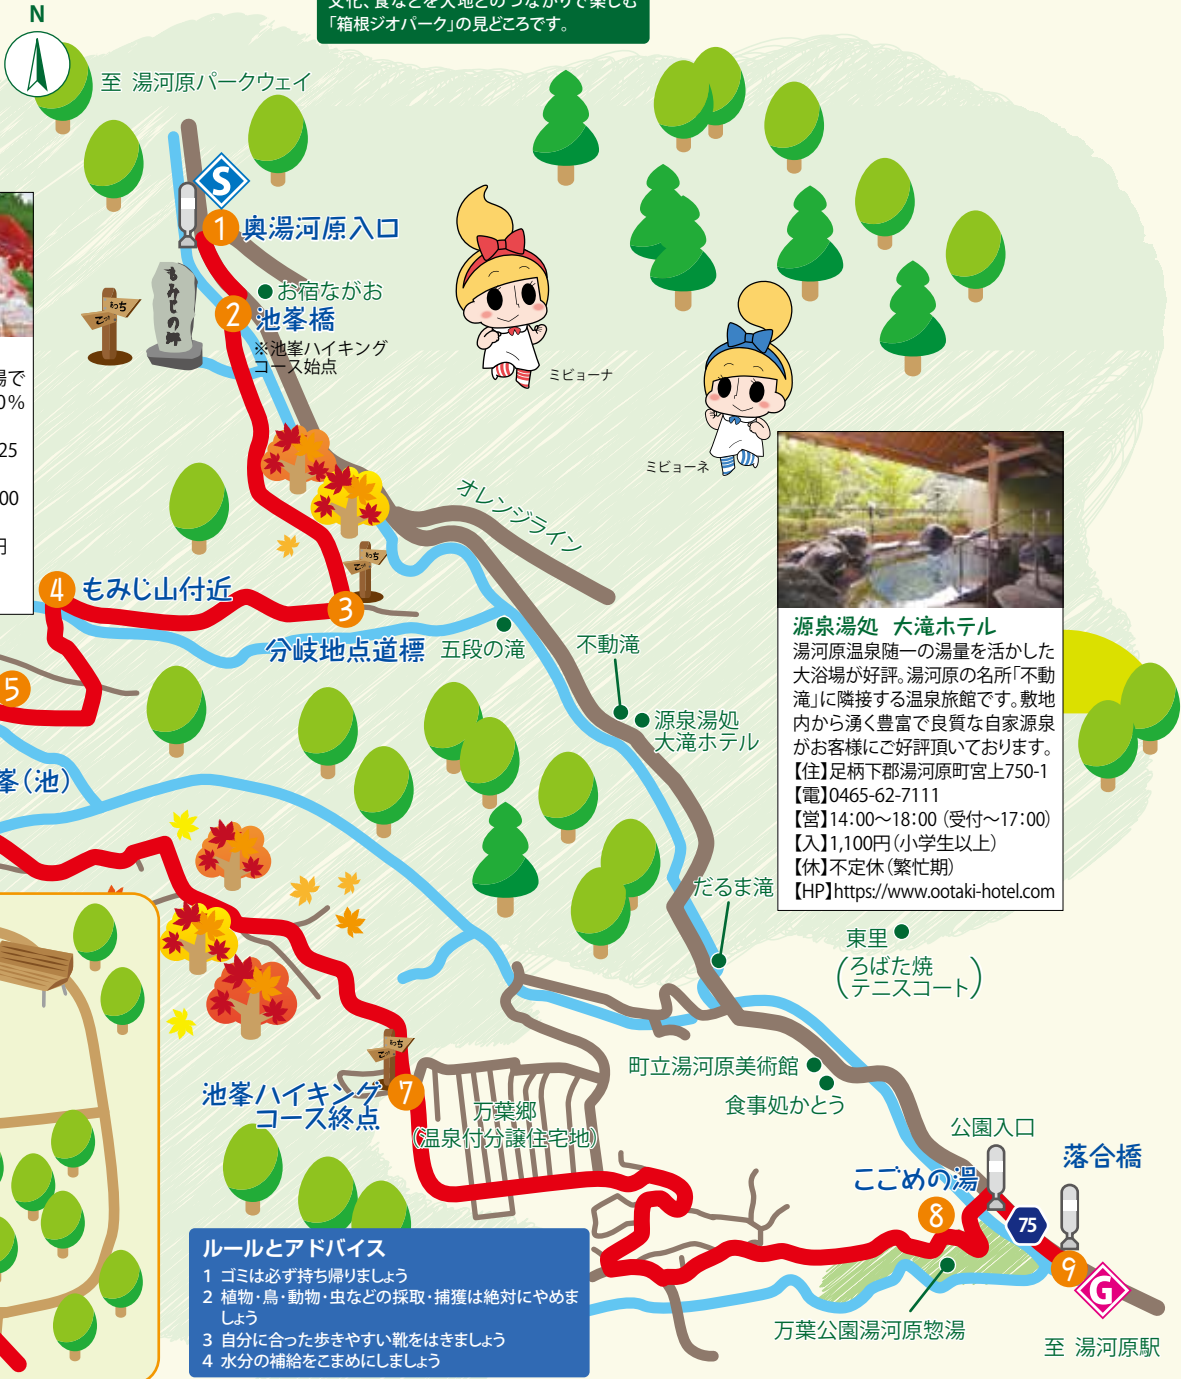 文化、食などを大地とのつながりで楽しむ
「箱根ジオパーク」の見どころです。
N
至 湯河原パークウェイ
S
1 奥湯河原入口
もみじの郷
お宿ながお
2 池峯橋
※池峯ハイキング
コース始点
ミビョーナ
ミビョーネ
湯で
0%
25
00
円
オレンジライン
4 もみじ山付近
3
分岐地点道標
五段の滝
不動滝
源泉湯処
大滝ホテル
5
峯(池)
源泉湯処 大滝ホテル
湯河原温泉随一の湯量を活かした
大浴場が好評。湯河原の名所「不動
滝」に隣接する温泉旅館です。敷地
内から湧く豊富で良質な自家源泉
がお客様にご好評頂いております。
【住】足柄下郡湯河原町宮上750-1
【電】0465-62-7111
【営】14:00〜18:00 (受付〜17:00)
【入】1,100円(小学生以上)
【休】不定休(繁忙期)
【HP】https://www.ootaki-hotel.com
だるま滝
東里
(ろばた焼
テニスコート)
町立湯河原美術館
食事処かとう
7
池峯ハイキング
コース終点
万葉郷
(温泉付分譲住宅地)
公園入口
落合橋
こごめの湯
8
75
9
G
万葉公園湯河原惣湯
至 湯河原駅
ルールとアドバイス
1 ゴミは必ず持ち帰りましょう
2 植物・鳥・動物・虫などの採取・捕獲は絶対にやめま
しょう
3 自分に合った歩きやすい靴をはきましょう
4 水分の補給をこまめにしましょう